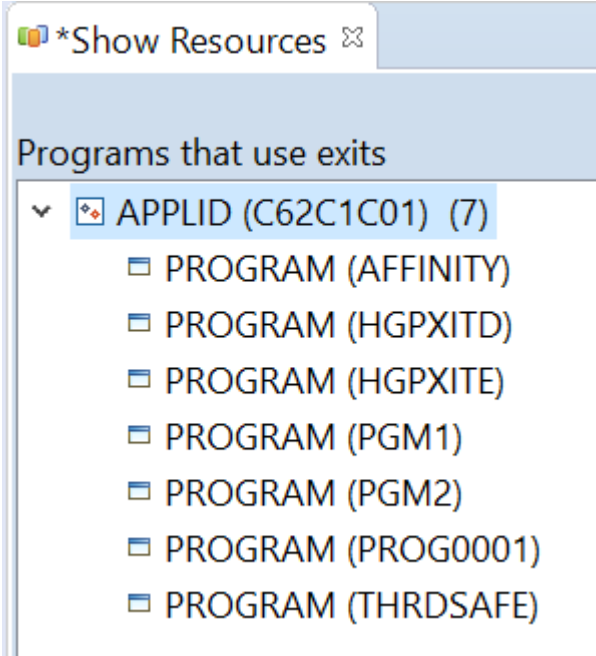 *Show Resources
Programs that use exits
APPLID (C62C1C01) (7)
PROGRAM (AFFINITY)
PROGRAM (HGPXITD)
PROGRAM (HGPXITE)
PROGRAM (PGM1)
PROGRAM (PGM2)
PROGRAM (PROG0001)
PROGRAM (THRDSAFE)